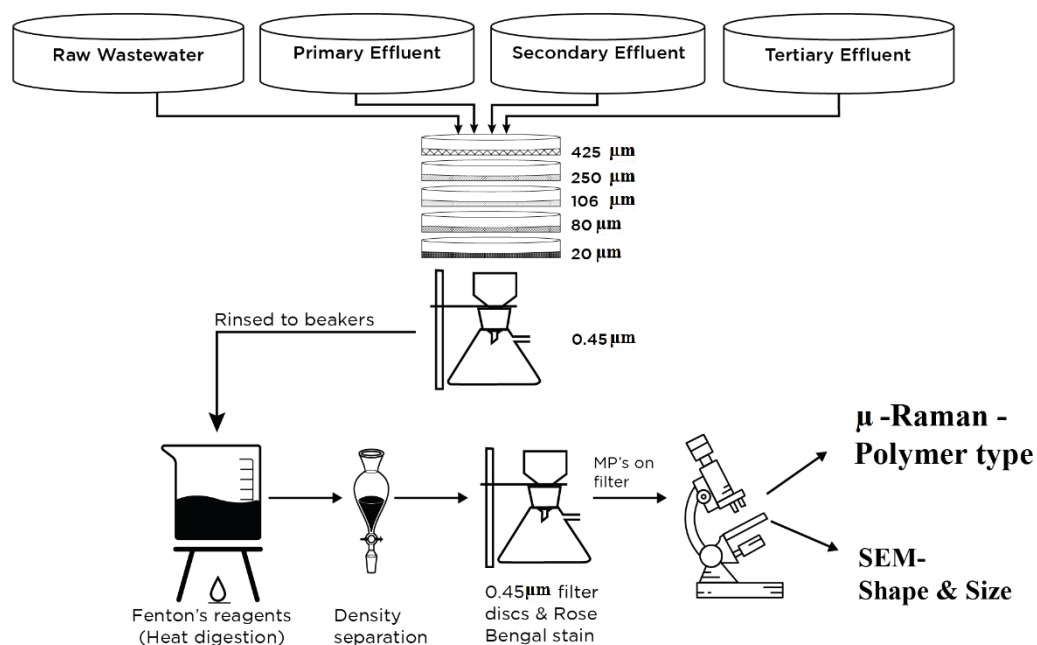 Raw Wastewater
Primary Effluent
Secondary Effluent
Tertiary Effluent
425 µm
250 µm
106 µm
80 µm
20 µm
Rinsed to beakers
0.45 µm
µ -Raman -
Polymer type
MP's on
filter
SEM-
Shape & Size
Fenton's reagents
(Heat digestion)
Density
separation
0.45µm filter
discs & Rose
Bengal stain